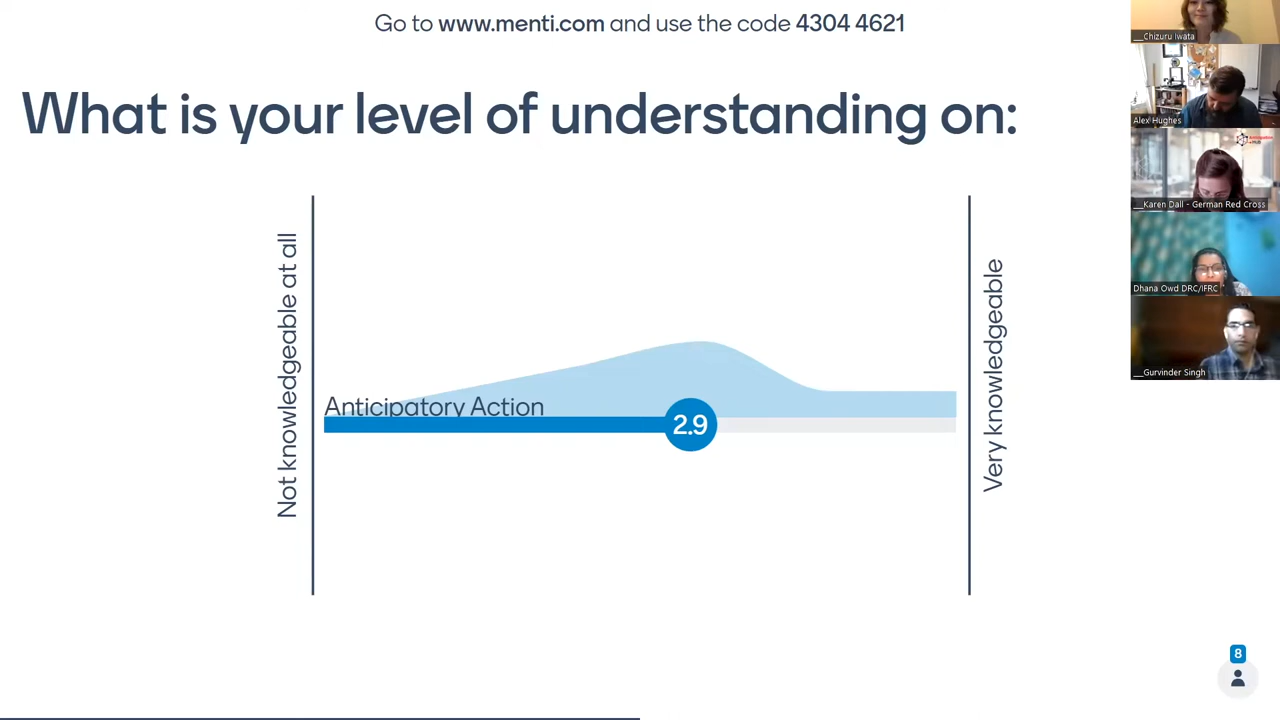 Go to www.menti.com and use the code 4304 4621
What is your level of understanding on:
Not knowledgeable at all
Anticipatory Action
2.9
Very knowledgeable
8
__Chizuru Iwata
Alex Hughes
Anticipation
HUB
__Karen Dall - German Red Cross
Dhana Owd DRC/IFRC
__Gurvinder Singh